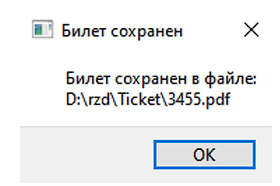 Билет сохранен
Билет сохранен в файле:
D:\rzd\Ticket\3455.pdf
OK